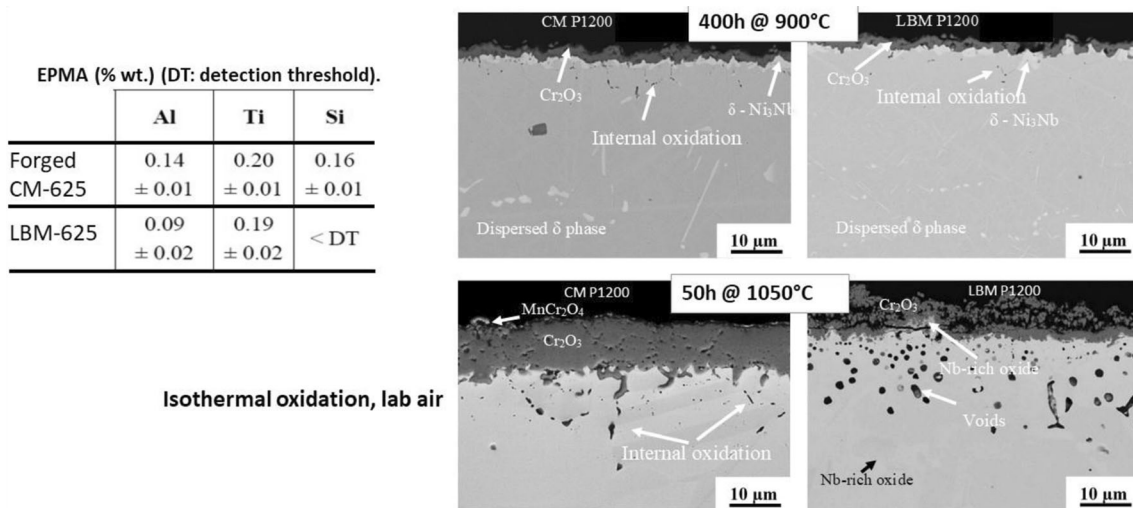 EPMA (% wt.) (DT: detection threshold).
Al Ti Si
Forged CM-625 0.14 ± 0.01 0.20 ± 0.01 0.16 ± 0.01
LBM-625 0.09 ± 0.02 0.19 ± 0.02 < DT
Isothermal oxidation, lab air
400h @ 900°C
CM P1200
Cr₂O₃
Internal oxidation
δ - Ni₃Nb
Dispersed δ phase
10 µm
LBM P1200
Cr₂O₃
Internal oxidation
δ - Ni₃Nb
Dispersed δ phase
10 µm
50h @ 1050°C
CM P1200
MnCr₂O₄
Cr₂O₃
Internal oxidation
10 µm
LBM P1200
Cr₂O₃
Nb-rich oxide
Voids
Nb-rich oxide
10 µm